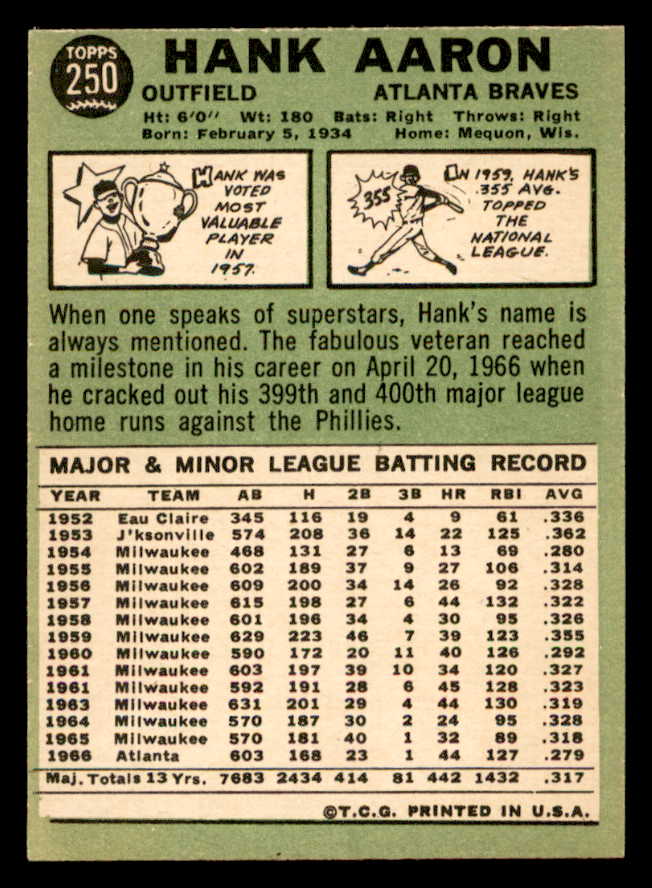 TOPPS
250
HANK AARON
OUTFIELD ATLANTA BRAVES
Ht: 6'0" Wt: 180 Bats: Right Throws: Right
Born: February 5, 1934 Home: Mequon, Wis.
HANK WAS
VOTED
MOST
VALUABLE
PLAYER
IN
1957.
355
IN 1959, HANK'S
.355 AVG.
TOPPED
THE
NATIONAL
LEAGUE.
When one speaks of superstars, Hank's name is
always mentioned. The fabulous veteran reached
a milestone in his career on April 20, 1966 when
he cracked out his 399th and 400th major league
home runs against the Phillies.
MAJOR & MINOR LEAGUE BATTING RECORD
YEAR TEAM AB H 2B 3B HR RBI AVG
1952 Eau Claire 345 116 19 4 9 61 .336
1953 J'ksonville 574 208 36 14 22 125 .362
1954 Milwaukee 468 131 27 6 13 69 .280
1955 Milwaukee 602 189 37 9 27 106 .314
1956 Milwaukee 609 200 34 14 26 92 .328
1957 Milwaukee 615 198 27 6 44 132 .322
1958 Milwaukee 601 196 34 4 30 95 .326
1959 Milwaukee 629 223 46 7 39 123 .355
1960 Milwaukee 590 172 20 11 40 126 .292
1961 Milwaukee 603 197 39 10 34 120 .327
1961 Milwaukee 592 191 28 6 45 128 .323
1963 Milwaukee 631 201 29 4 44 130 .319
1964 Milwaukee 570 187 30 2 24 95 .328
1965 Milwaukee 570 181 40 1 32 89 .318
1966 Atlanta 603 168 23 1 44 127 .279
Maj. Totals 13 Yrs. 7683 2434 414 81 442 1432 .317
©T.C.G. PRINTED IN U.S.A.